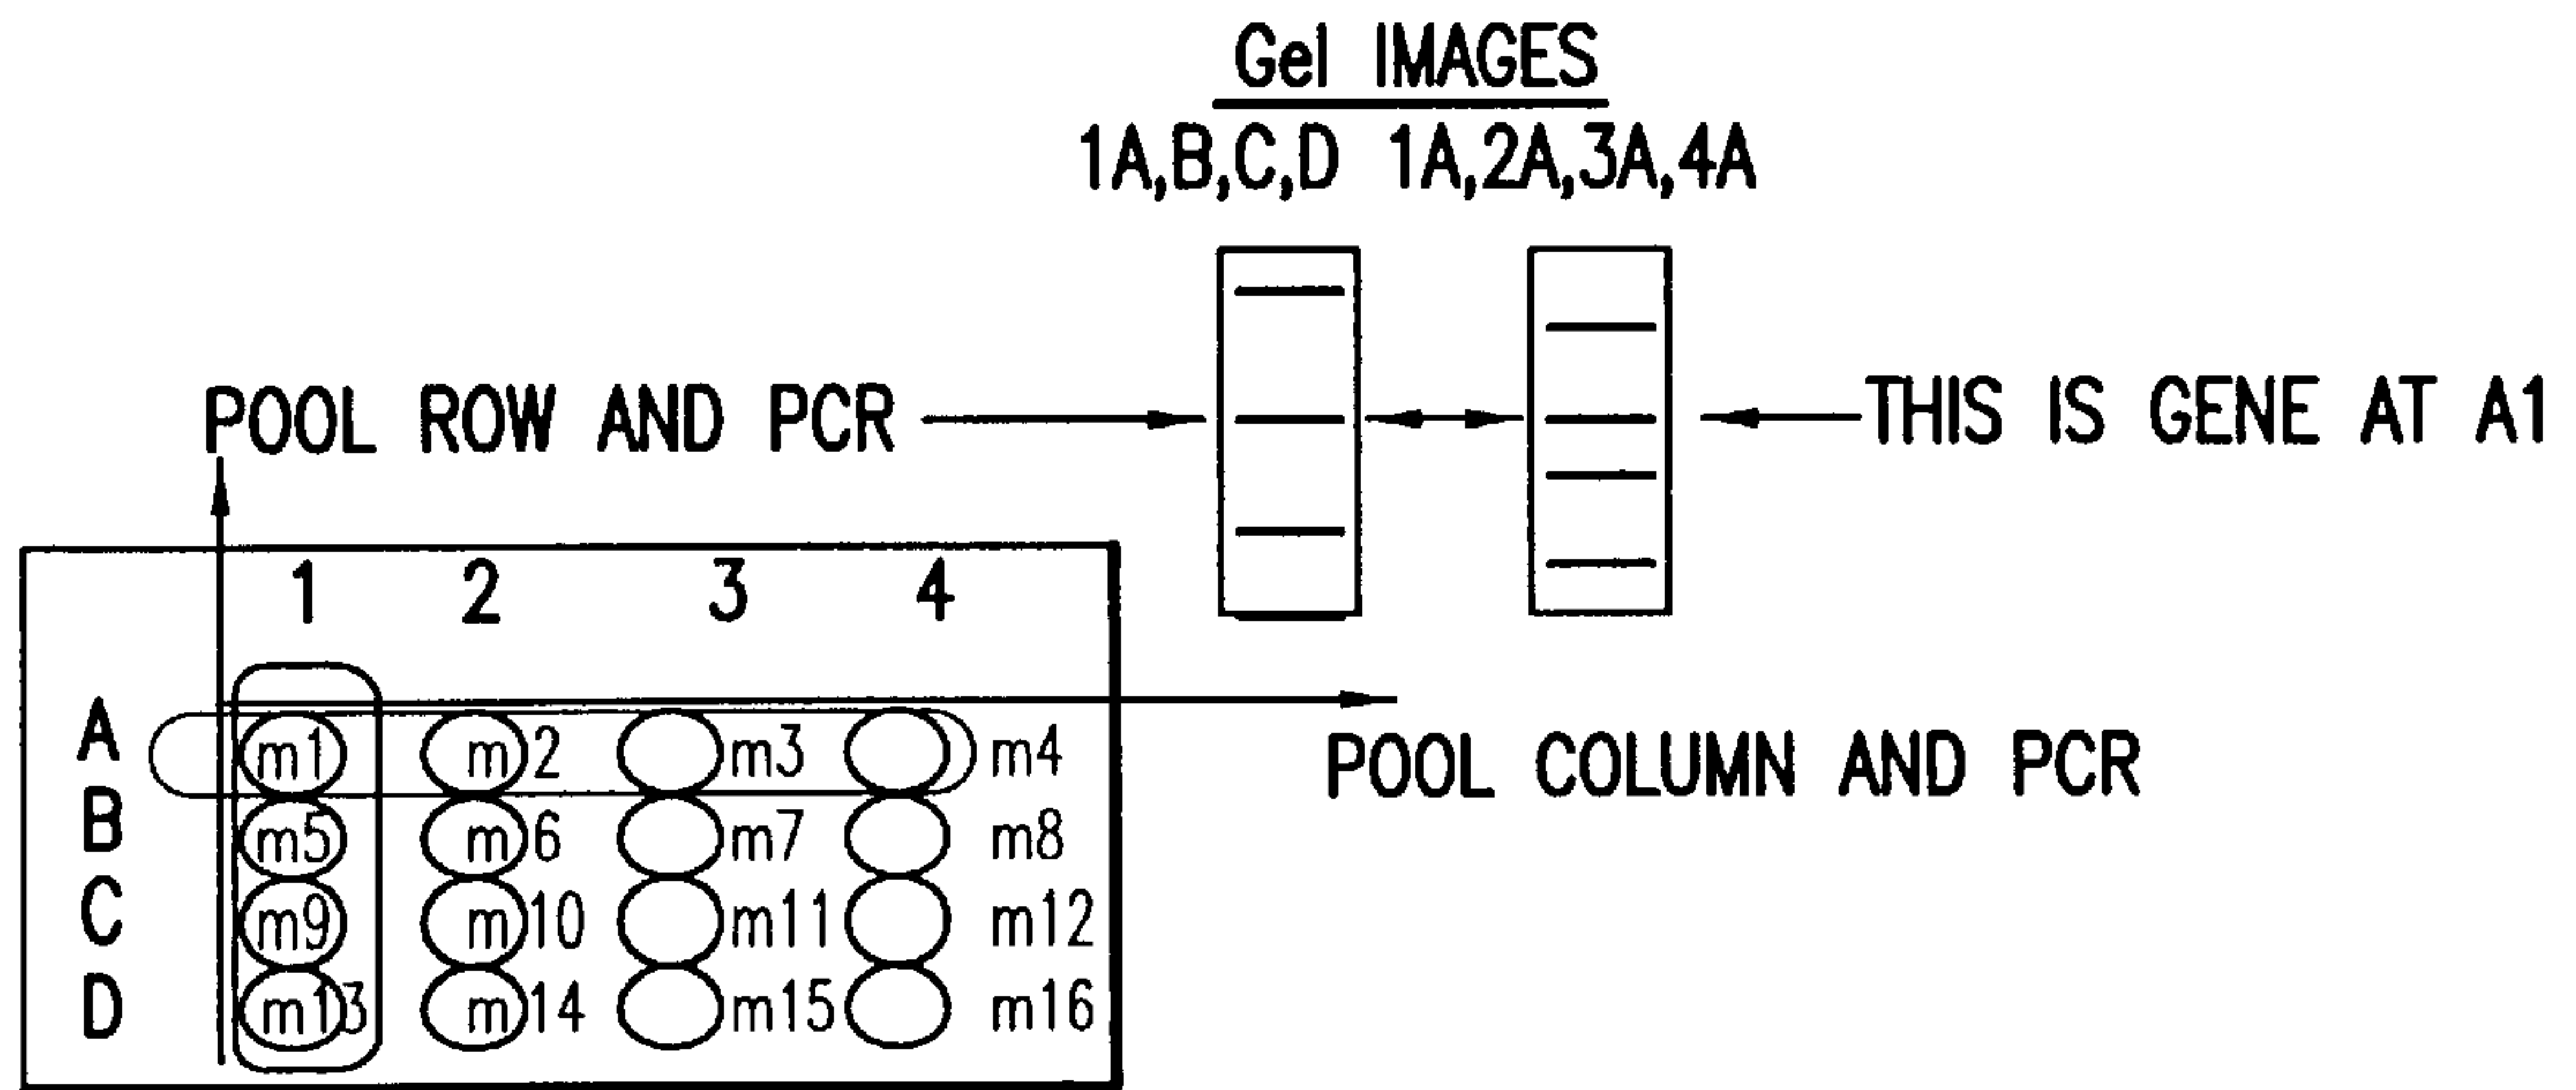 Gel IMAGES
1A,B,C,D 1A,2A,3A,4A
POOL ROW AND PCR
THIS IS GENE AT A1
1 2 3 4
A m1 m2 m3 m4
POOL COLUMN AND PCR
B m5 m6 m7 m8
C m9 m10 m11 m12
D m13 m14 m15 m16